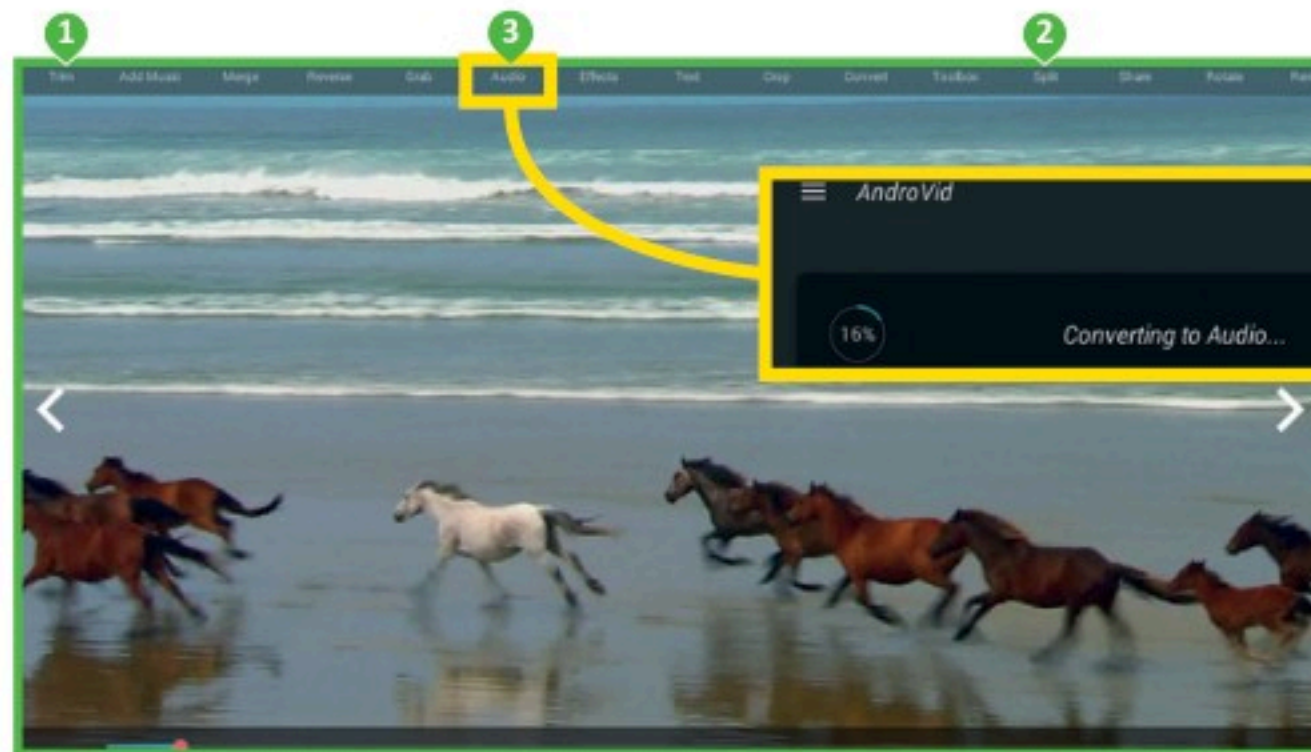 1 3 2
Trim Add Music Merge Reverse Grab Audio Effects Text Crop Convert Toolbox Split Share Rotate
AndroVid
16% Converting to Audio...